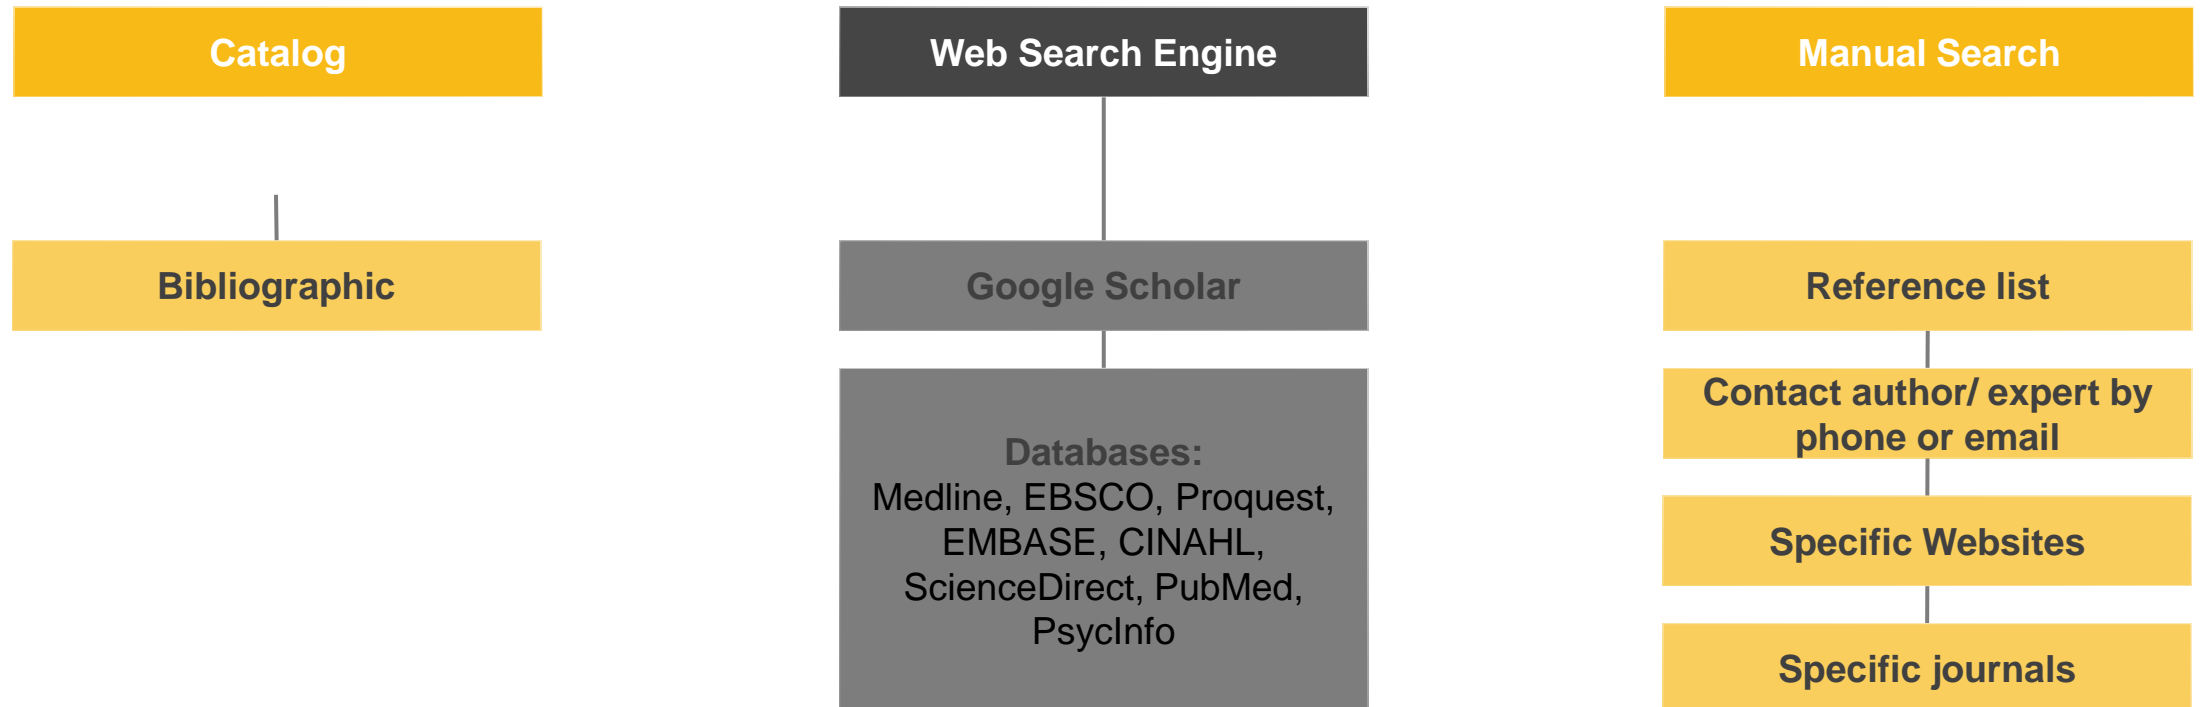 Catalog
Bibliographic
Web Search Engine
Google Scholar
Databases:
Medline, EBSCO, Proquest,
EMBASE, CINAHL,
ScienceDirect, PubMed,
PsycInfo
Manual Search
Reference list
Contact author/ expert by
phone or email
Specific Websites
Specific journals